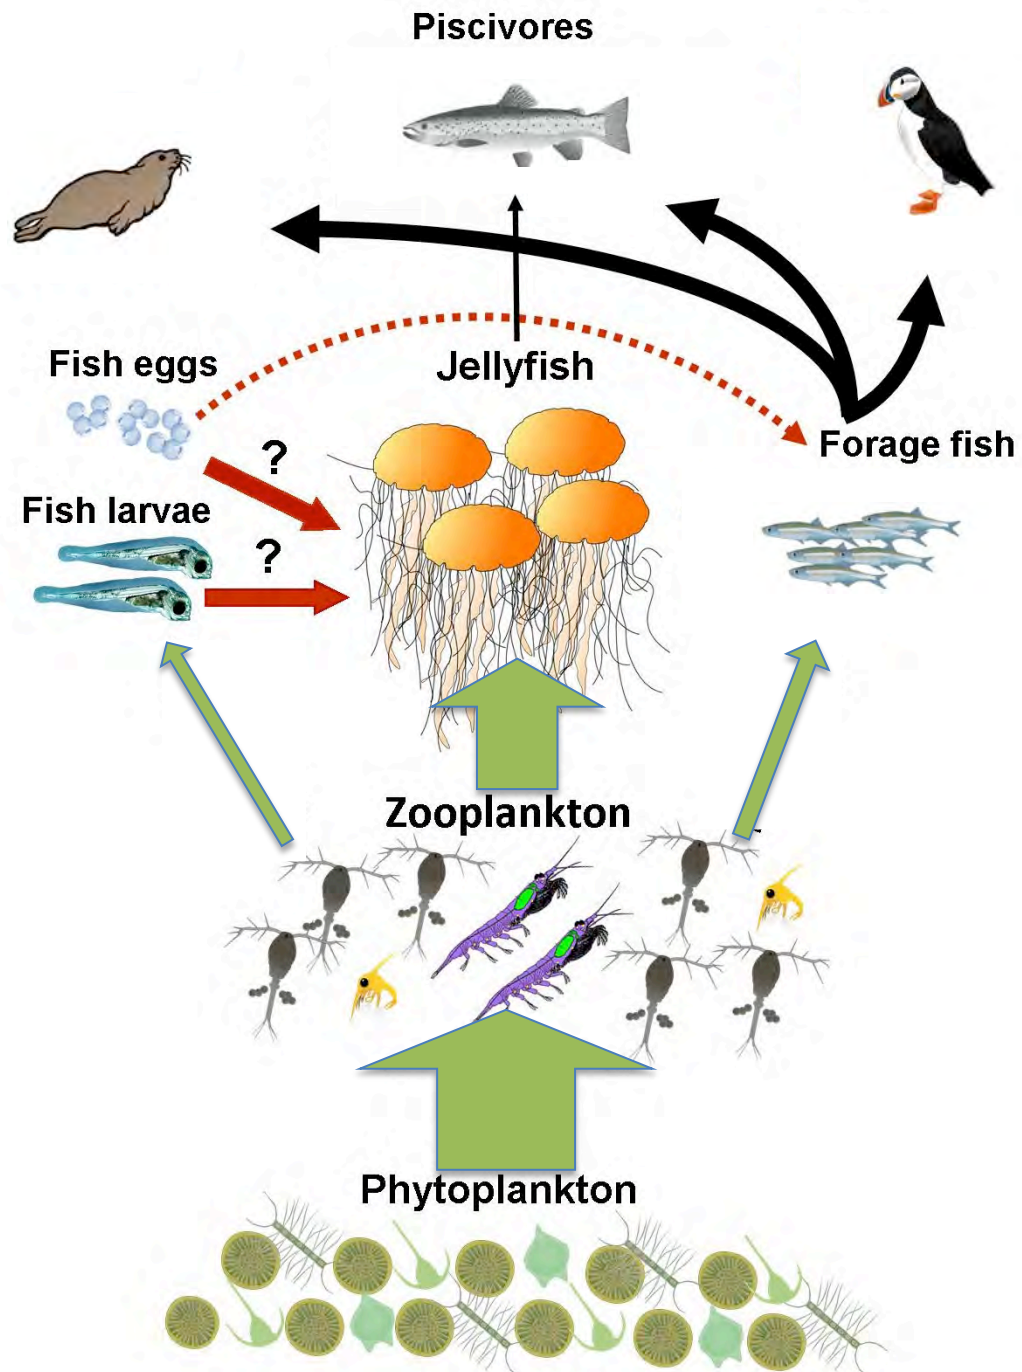 Piscivores
Fish eggs
Jellyfish
Forage fish
?
Fish larvae
?
Zooplankton
Phytoplankton